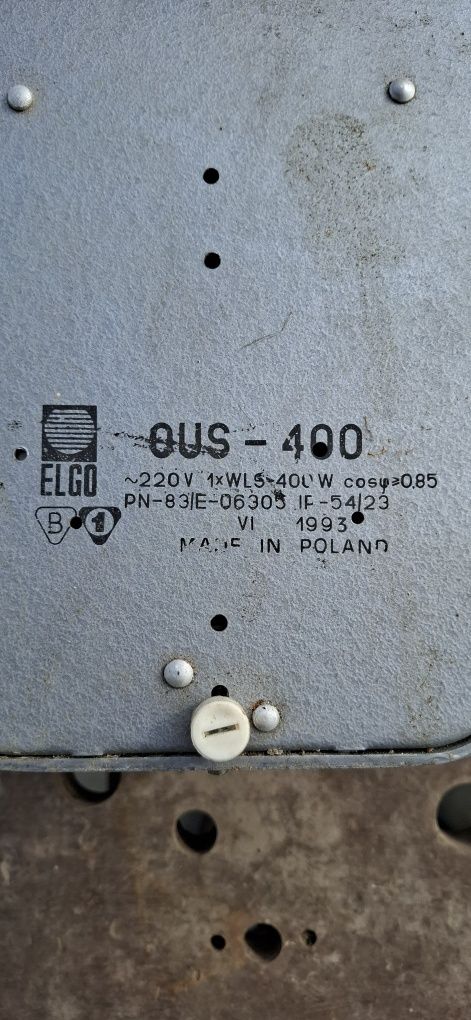 OUS - 400
ELGO
~220V 1xWLS-400W cosφ≥0,85
PN-83/E-06305 IP-54/23
B 1
VI 1993
MADE IN POLAND